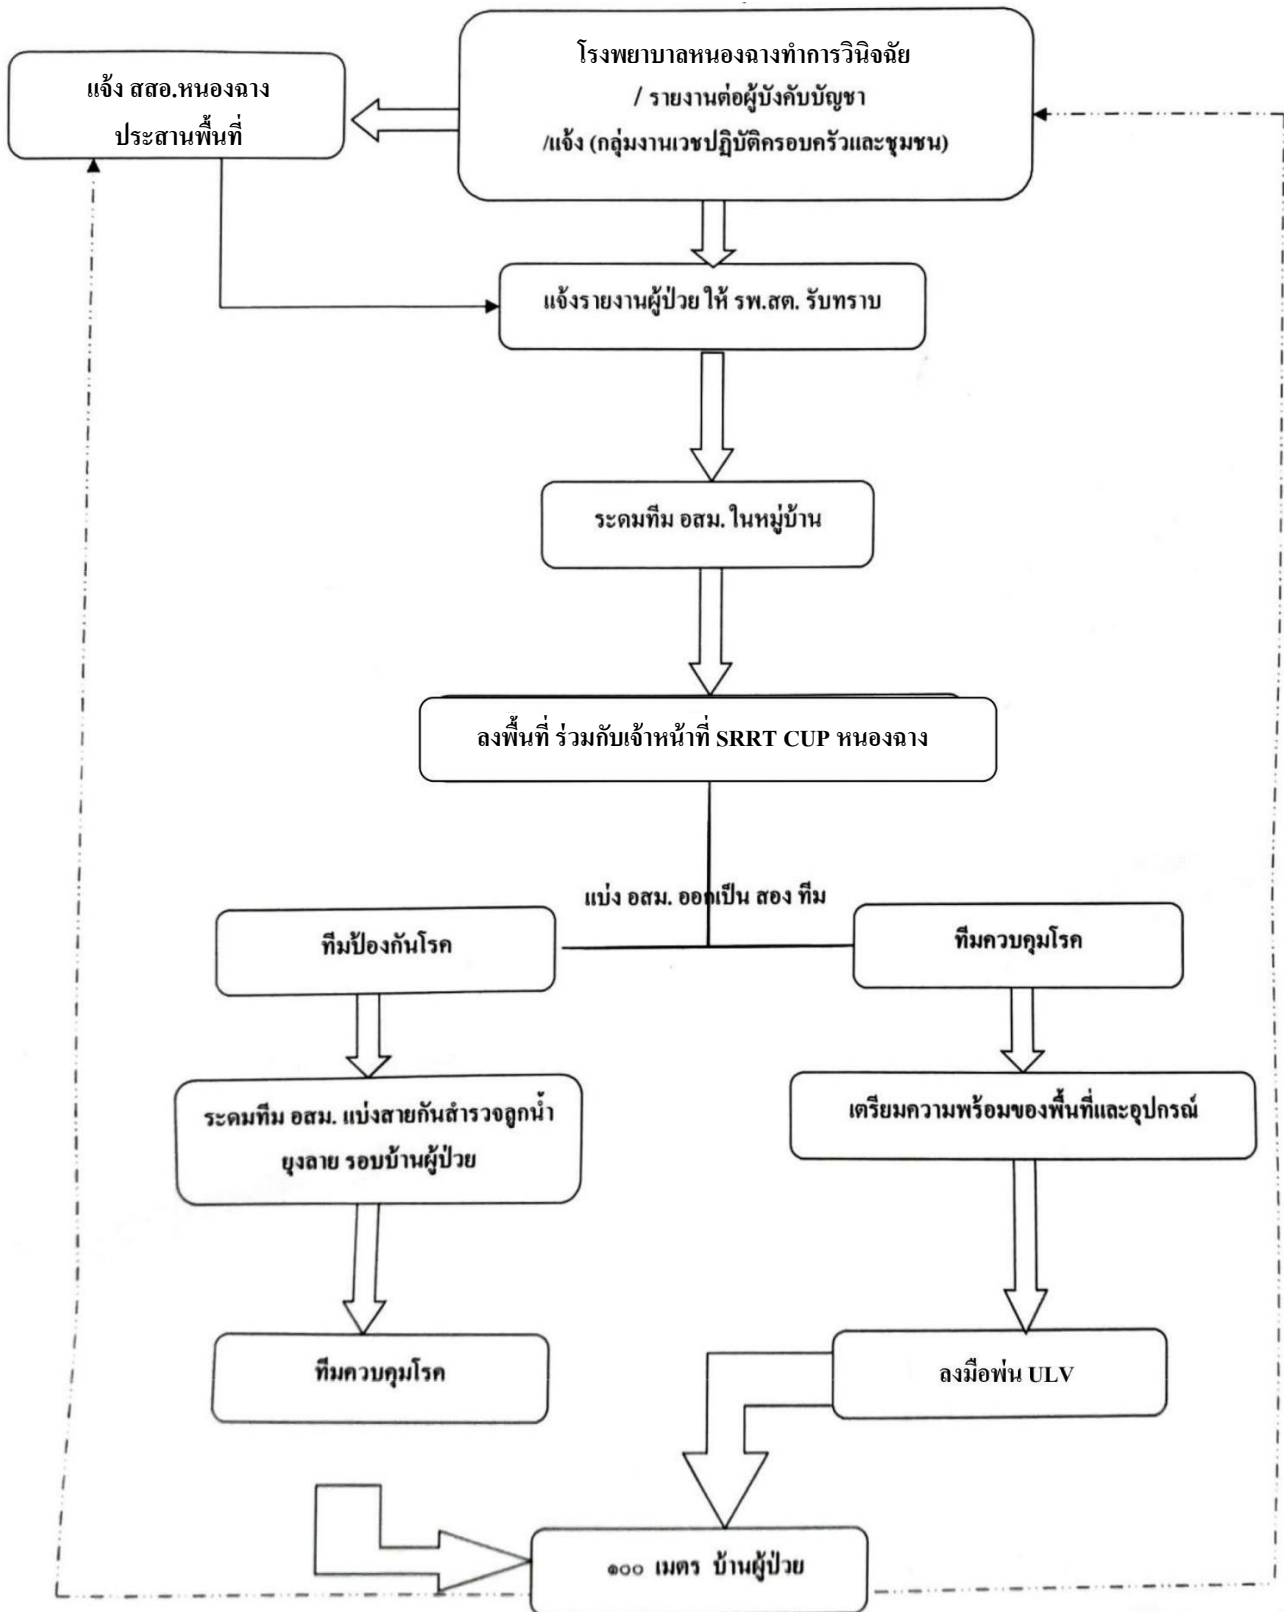 โรงพยาบาลหนองฉางทำการวินิจฉัย
/ รายงานต่อผู้บังคับบัญชา
/แจ้ง (กลุ่มงานเวชปฏิบัติครอบครัวและชุมชน)
แจ้ง สสอ.หนองฉาง
ประสานพื้นที่
แจ้งรายงานผู้ป่วย ให้ รพ.สต. รับทราบ
ระดมทีม อสม. ในหมู่บ้าน
ลงพื้นที่ ร่วมกับเจ้าหน้าที่ SRRT CUP หนองฉาง
แบ่ง อสม. ออกเป็น สอง ทีม
ทีมป้องกันโรค
ทีมควบคุมโรค
ระดมทีม อสม. แบ่งสายกันสำรวจลูกน้ำ
ยุงลาย รอบบ้านผู้ป่วย
เตรียมความพร้อมของพื้นที่และอุปกรณ์
ทีมควบคุมโรค
ลงมือพ่น ULV
๑๐๐ เมตร บ้านผู้ป่วย